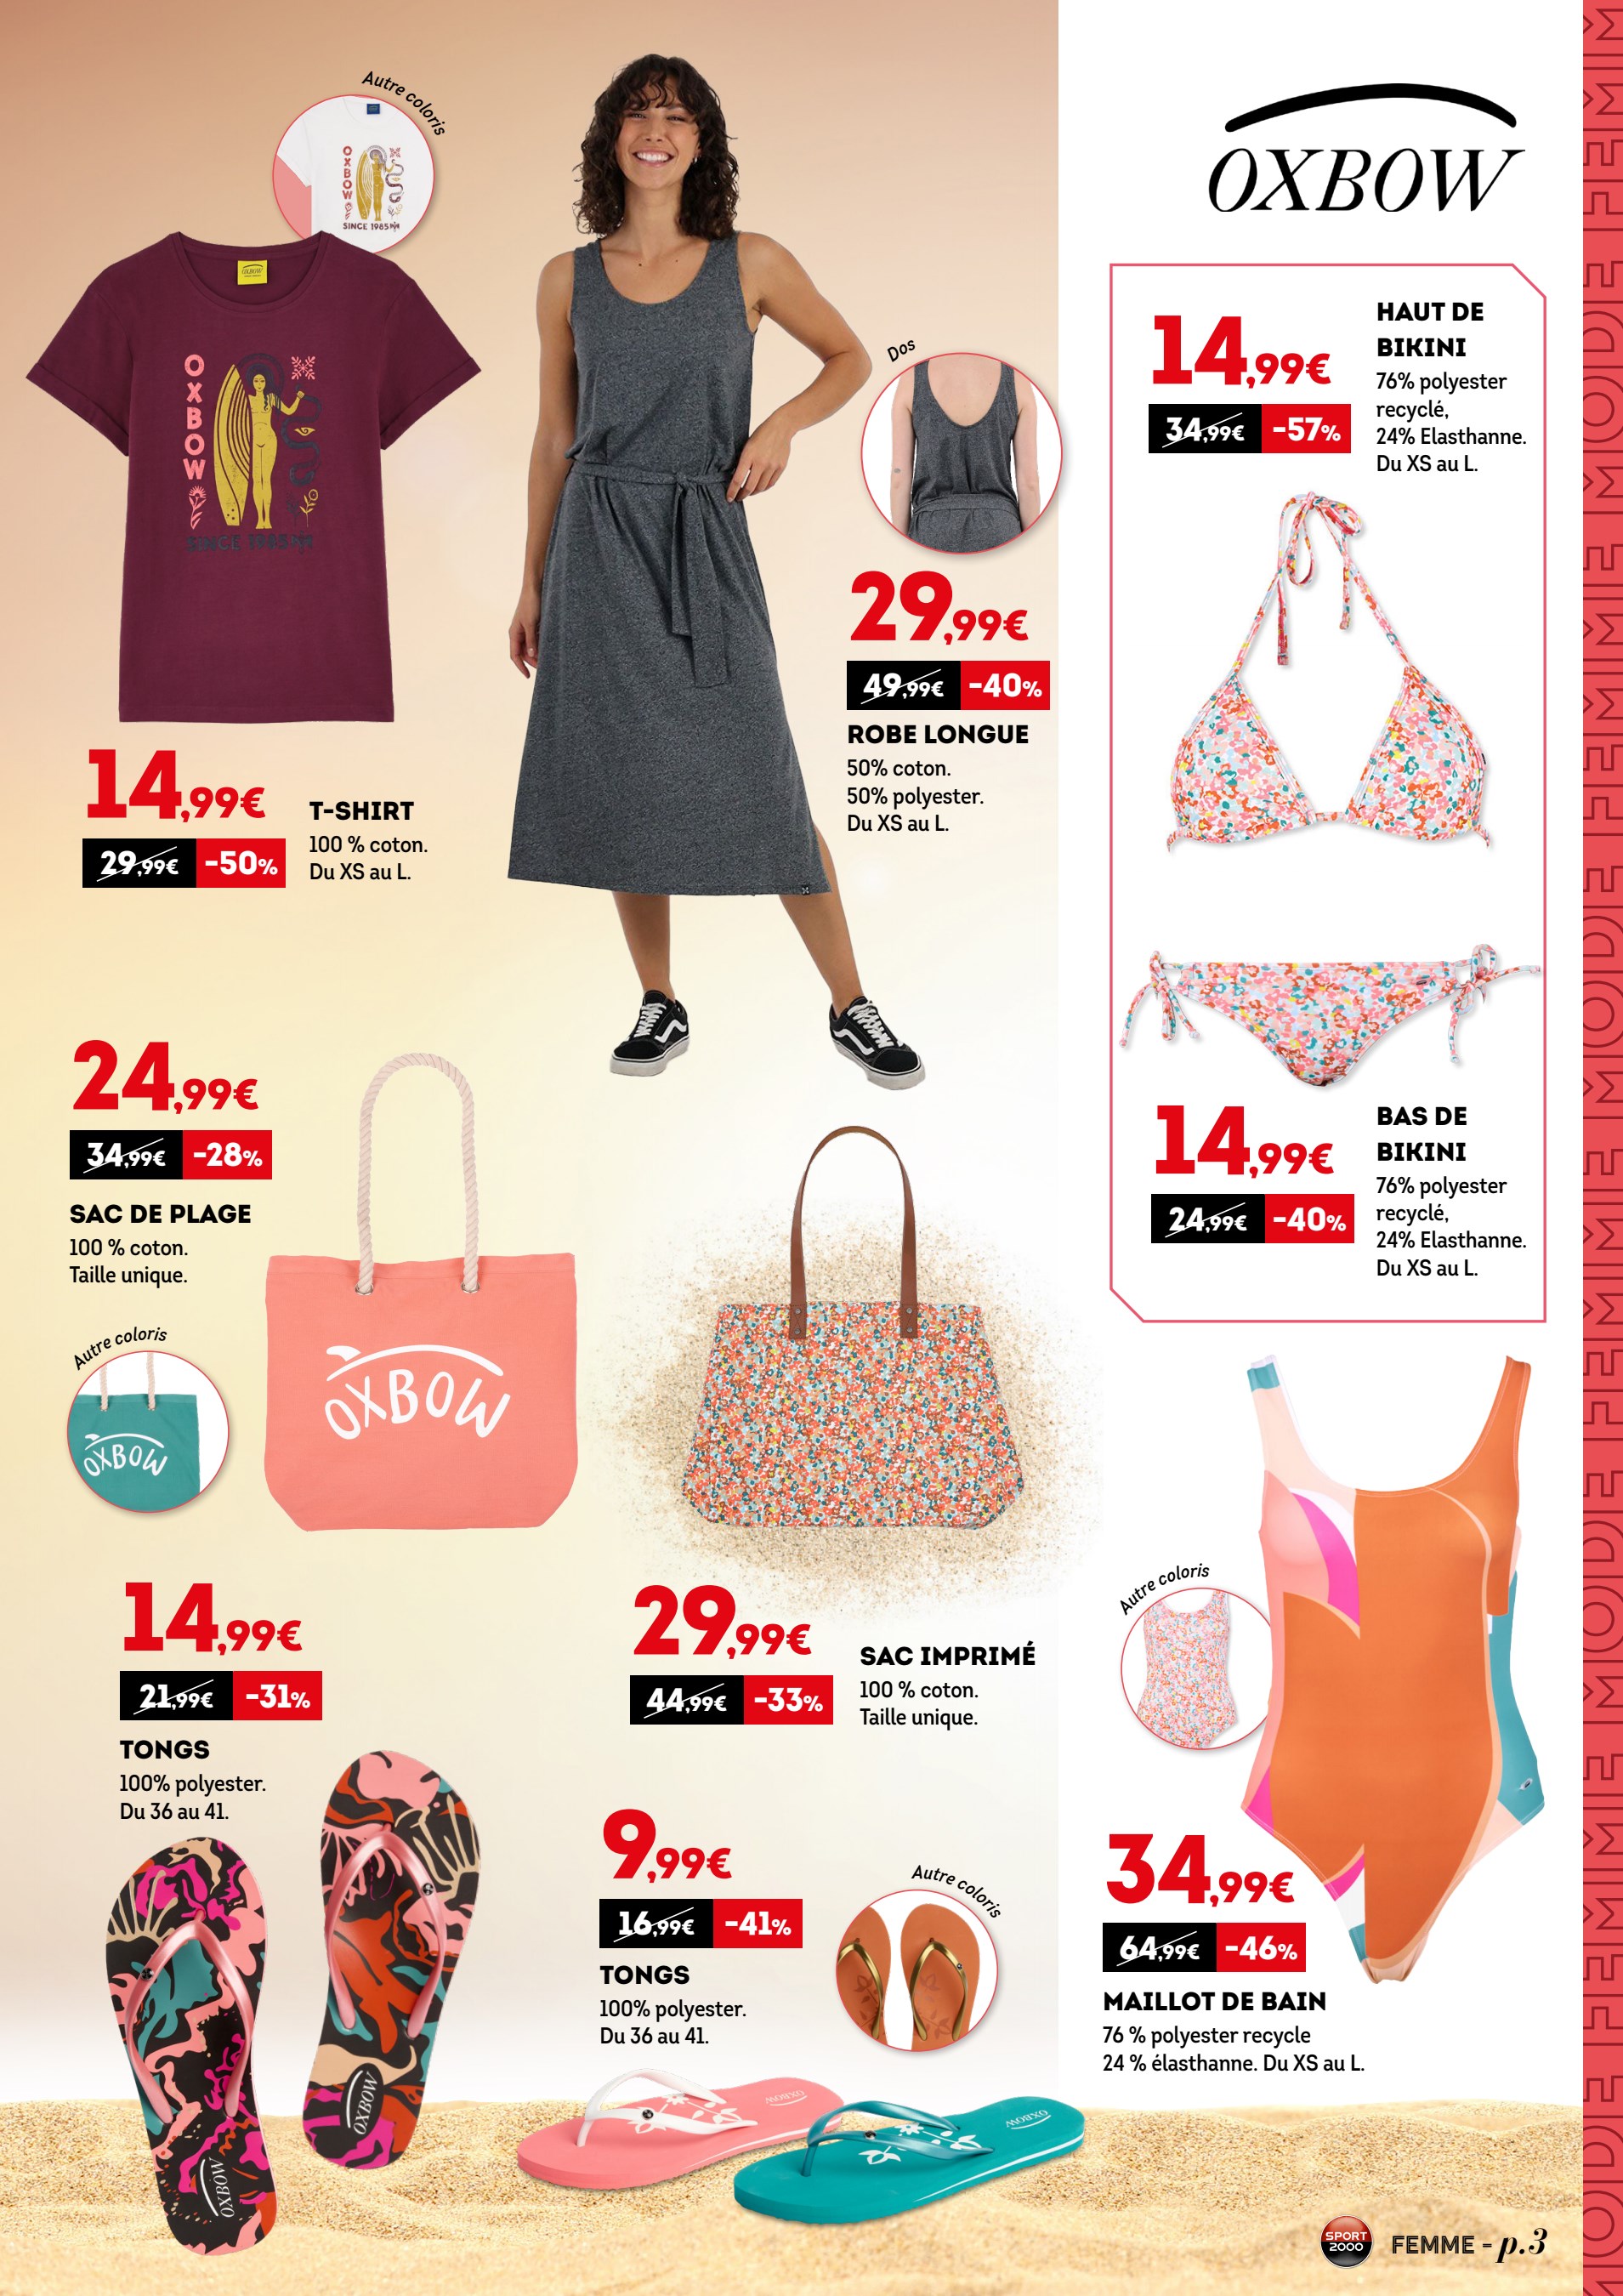 Autre coloris
OXBOW
SINCE 1985
OXBOW
OXBOW
SINCE 1985
14,99€
29,99€ -50%
T-SHIRT
100 % coton.
Du XS au L.
Dos
29,99€
49,99€ -40%
ROBE LONGUE
50% coton.
50% polyester.
Du XS au L.
OXBOW
14,99€
34,99€ -57%
HAUT DE
BIKINI
76% polyester
recyclé,
24% Elasthanne.
Du XS au L.
14,99€
24,99€ -40%
BAS DE
BIKINI
76% polyester
recyclé,
24% Elasthanne.
Du XS au L.
24,99€
34,99€ -28%
SAC DE PLAGE
100 % coton.
Taille unique.
Autre coloris
OXBOW
OXBOW
14,99€
21,99€ -31%
TONGS
100% polyester.
Du 36 au 41.
OXBOW
OXBOW
29,99€
44,99€ -33%
SAC IMPRIMÉ
100 % coton.
Taille unique.
9,99€
16,99€ -41%
TONGS
100% polyester.
Du 36 au 41.
Autre coloris
OXBOW
OXBOW
Autre coloris
34,99€
64,99€ -46%
MAILLOT DE BAIN
76 % polyester recycle
24 % élasthanne. Du XS au L.
SPORT
2000
FEMME - p.3
MODE FEMME MODE FEMME MODE FEMME MODE FEMME MODE FEMME